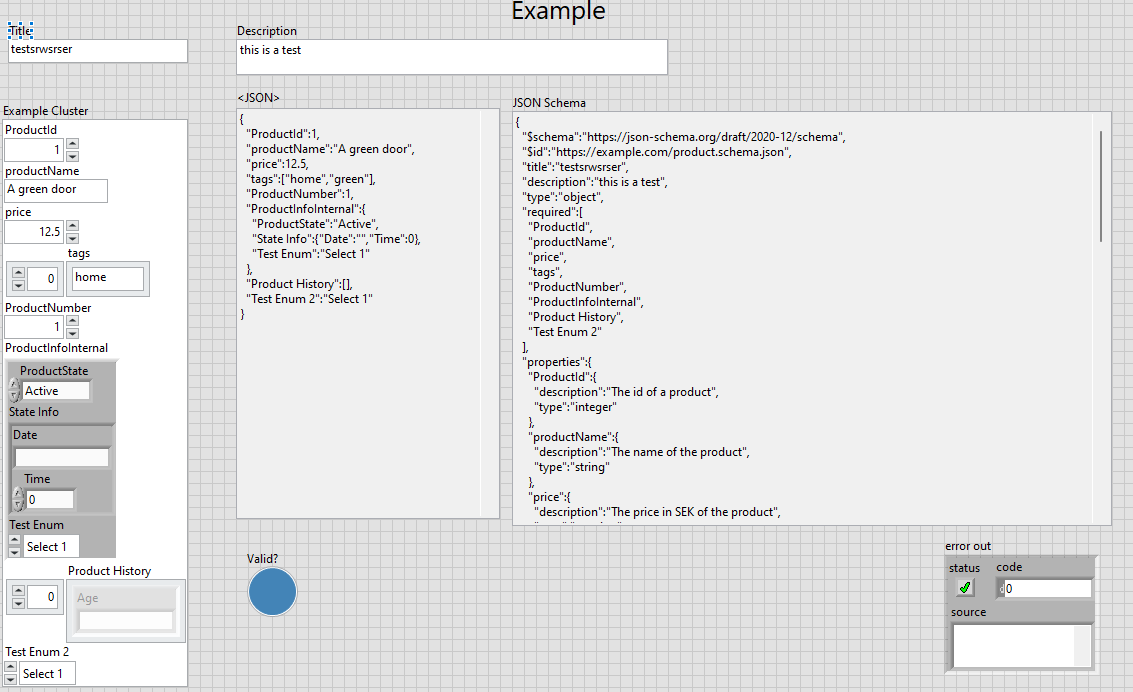 Example
Title
testsrwsrser
Description
this is a test
Example Cluster
ProductId
1
productName
A green door
price
12.5
tags
0
home
ProductNumber
1
ProductInfoInternal
ProductState
Active
State Info
Date
Time
0
Test Enum
Select 1
Product History
0
Age
Test Enum 2
Select 1
<JSON>
{
"ProductId":1,
"productName":"A green door",
"price":12.5,
"tags":["home","green"],
"ProductNumber":1,
"ProductInfoInternal":{
"ProductState":"Active",
"State Info":{"Date":"","Time":0},
"Test Enum":"Select 1"
},
"Product History":[],
"Test Enum 2":"Select 1"
}
JSON Schema
{
"$schema":"https://json-schema.org/draft/2020-12/schema",
"$id":"https://example.com/product.schema.json",
"title":"testsrwsrser",
"description":"this is a test",
"type":"object",
"required":[
"ProductId",
"productName",
"price",
"tags",
"ProductNumber",
"ProductInfoInternal",
"Product History",
"Test Enum 2"
],
"properties":{
"ProductId":{
"description":"The id of a product",
"type":"integer"
},
"productName":{
"description":"The name of the product",
"type":"string"
},
"price":{
"description":"The price in SEK of the product",
Valid?
error out
status
code
0
source